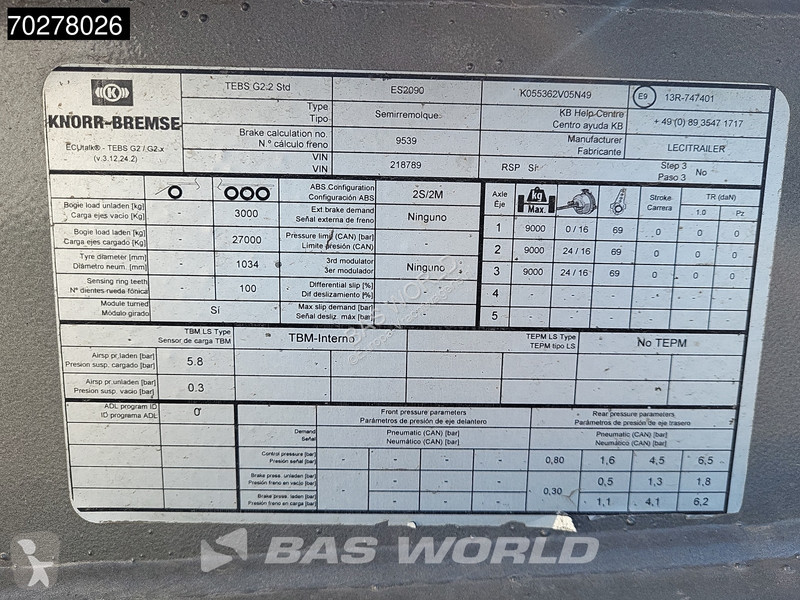 70278026
KNORR-BREMSE
ECUtalk® - TEBS G2 / G2.x
(v.3.12.24.2)
TEBS G2.2 Std ES2090 K055362V05N49 E9 13R-747401
Type
Tipo Semirremolque KB Help Centre
Centro ayuda KB + 49 (0) 89 3547 1717
Brake calculation no.
N.º cálculo freno 9539 Manufacturer
Fabricante LECITRAILER
VIN
VIN 218789 RSP Sí Step 3
Paso 3 No
Bogie load unladen [kg]
Carga ejes vacío [Kg] - 3000
Bogie load laden [kg]
Carga ejes cargado [Kg] - 27000
Tyre diameter [mm]
Diámetro neum. [mm] - 1034
Sensing ring teeth
Nº dientes-rueda fónica - 100
Module turned
Módulo girado Sí
ABS Configuration
Configuración ABS 2S/2M
Ext brake demand
Señal externa de freno Ninguno
Pressure limit (CAN) [bar]
Límite presión (CAN) -
3rd modulator
3er modulador Ninguno
Differential slip [%]
Dif deslizamiento [%] -
Max slip demand [bar]
Señal desliz. máx [bar] -
Axle
Eje kg
Max. Stroke
Carrera TR (daN)
1.0 Pz
1 9000 0 / 16 69 0 0 0
2 9000 24 / 16 69 0 0 0
3 9000 24 / 16 69 0 0 0
4 - - - - - -
5 - - - - - -
TBM LS Type
Sensor de carga TBM TBM-Interno TEPM LS Type
TEPM tipo LS No TEPM
Airsp pr.laden [bar]
Presion susp. cargado [bar] 5.8
Airsp pr.unladen [bar]
Presion susp. vacio [bar] 0.3
ADL program ID
ID programa ADL 0
Front pressure parameters
Parámetros de presión de eje delantero
Rear pressure parameters
Parámetros de presión de eje trasero
Demand
Señal Pneumatic (CAN) [bar]
Neumático (CAN) [bar] Pneumatic (CAN) [bar]
Neumático (CAN) [bar]
Control pressure [bar]
Presión señal [bar] - - - - 0,80 1,6 4,5 6,5
Brake press. unladen [bar]
Presión freno en vacío [bar] - - - - 0,30 0,5 1,3 1,8
Brake press. laden [bar]
Presión freno en carga [bar] - - - 1,1 4,1 6,2
BAS WORLD
BAS WORLD